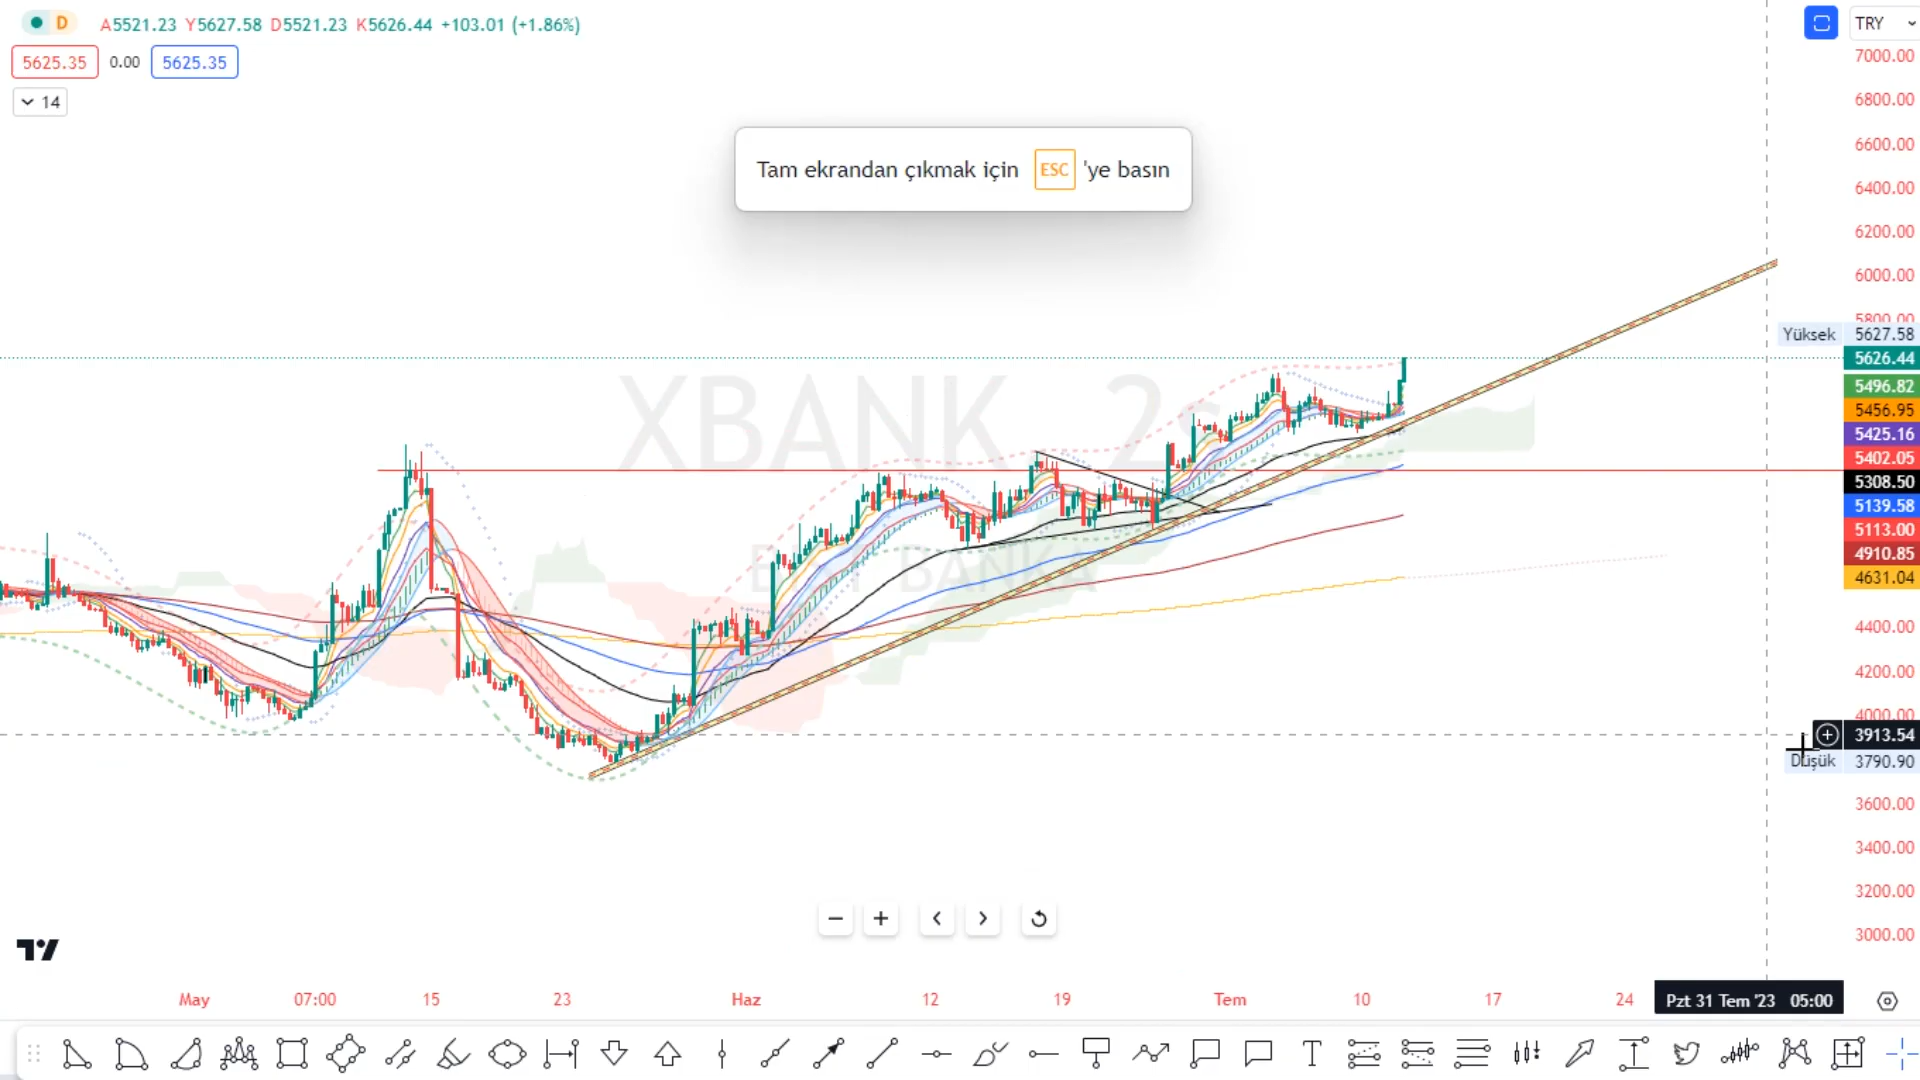 D A5521.23 Y5627.58 D5521.23 K5626.44 +103.01 (+1.86%)
TRY
5625.35 0.00 5625.35
14
7000.00
6800.00
6600.00
6400.00
6200.00
6000.00
5800.00
Tam ekrandan çıkmak için ESC 'ye basın
Yüksek 5627.58
5626.44
5496.82
5456.95
5425.16
5402.05
5308.50
5139.58
5113.00
4910.85
4631.04
4400.00
4200.00
4000.00
3913.54
Düşük 3790.90
3600.00
3400.00
3200.00
3000.00
XBANK
BANKA
May 07:00 15 23 Haz 12 19 Tem 10 17 24 Pzt 31 Tem '23 05:00